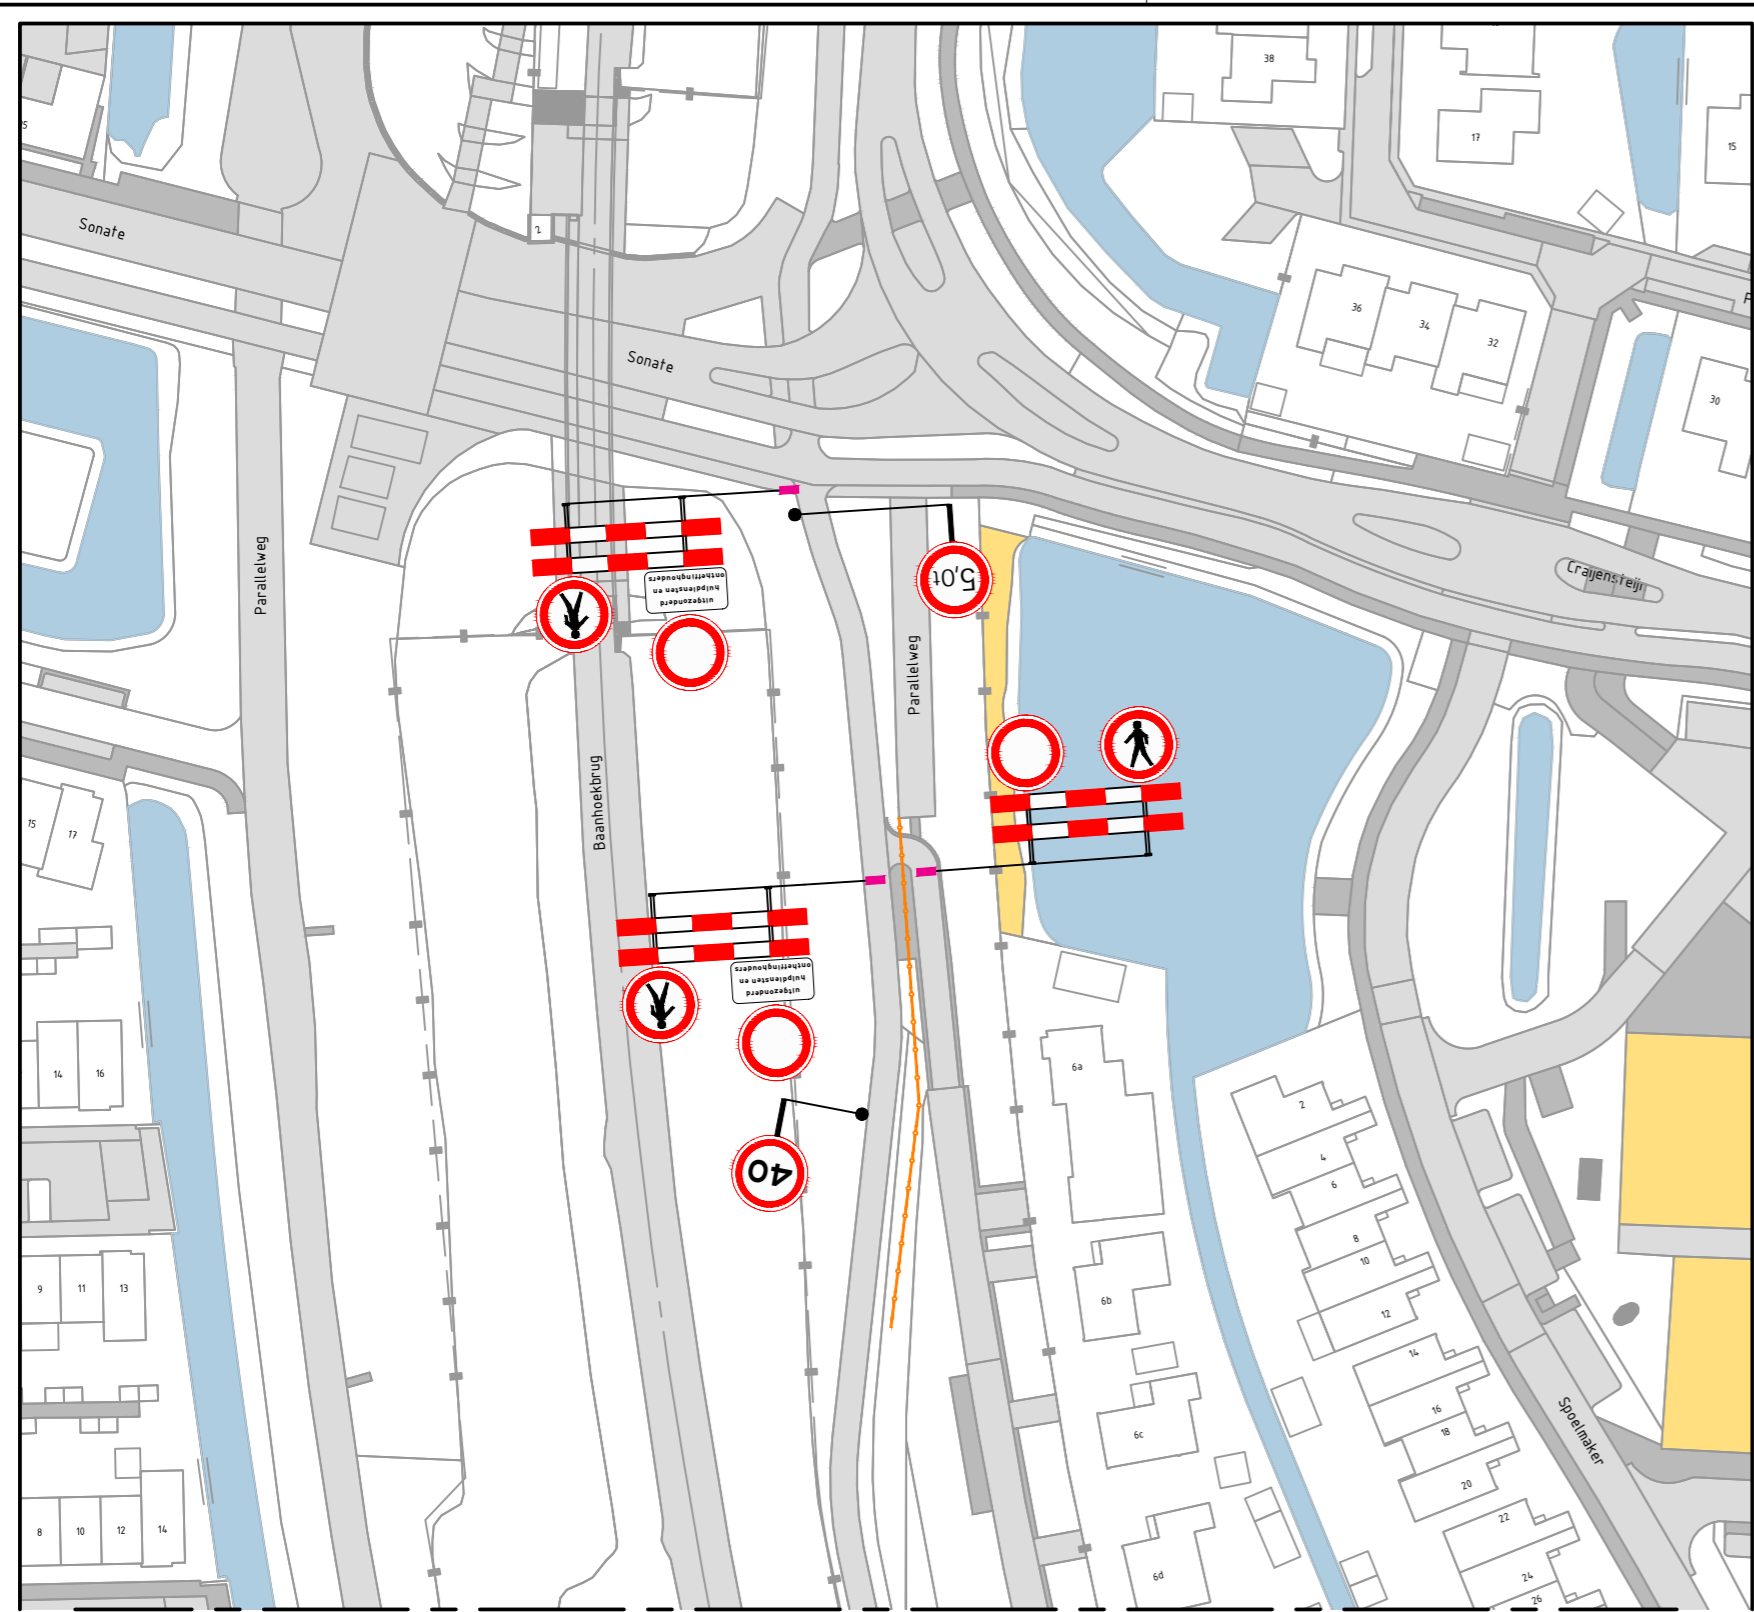 38
17
15
Sonate
2
Sonate
36
34
32
30
Parallelweg
5,0t
uitgezonderd
hulpdiensten en
ontheffinghouders
Craijensteijn
Parallelweg
Baanhoekbrug
15
17
uitgezonderd
hulpdiensten en
ontheffinghouders
40
14
16
6a
2
4
6
8
10
12
9
11
13
6b
14
16
18
20
6c
Spoelmaker
8
10
12
14
22
24
26
6d